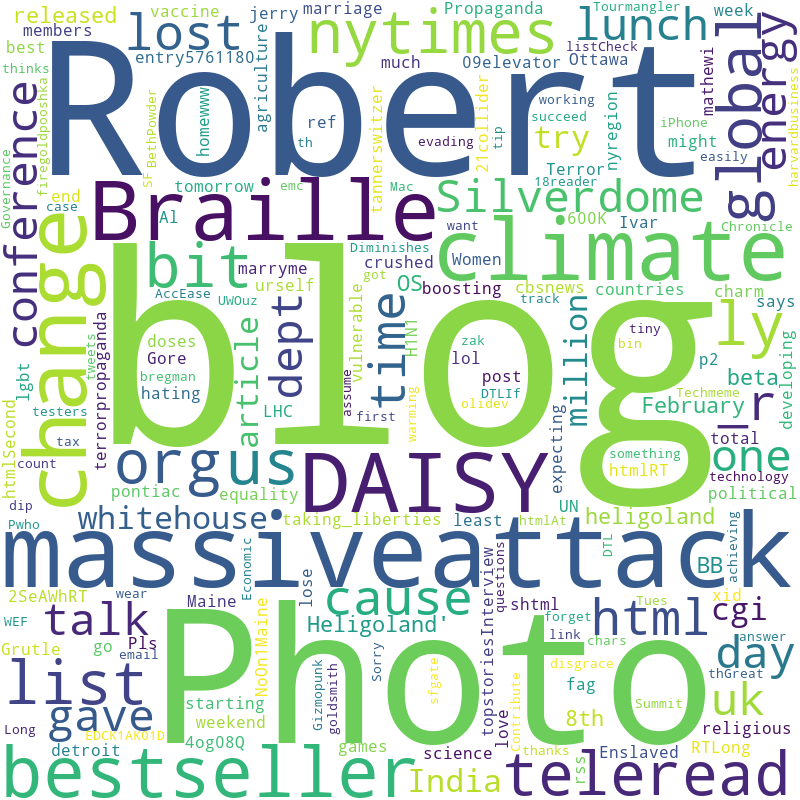 released
members
best
thinks
lost
vaccine
entry5761180
jerry
marriage
nytimes
much
Propaganda
O9elevator
Ottawa
listCheck
Tourmangler
lunch
week
mathewi
global
energy
harvardbusiness
Robert
Governance
firegoldpooshka
conference
SF
BethPowder
homewww
agriculture
th
ref
tannerswitzer
evading
21collider
tip
working
succeed
try
Terror
18reader
nyregion
iPhone
might
easily
end
case
change
Braille
tomorrow
Al
emc
Mac
want
Silverdome
600K
Ivar
Chronicle
bit
marryme
urself
AccEase
UWOuz
Diminishes
crushed
got
OS
boosting
Women
cbsnews
track
countries
charm
says
climate
blog
lgbt
tweets
terrorpropaganda
doses
Gore
bregman
hating
article
dept
assume
time
vulnerable
H1N1
first
warming
lol
zak
post
olidev
DTLIf
million
expecting
tiny
bin
p2
Techmeme
February
beta
developing
ly
_r
htmlSecond
testers
tax
count
dip
Pwho
LHC
orgus
pontiac
equality
DAISY
something
htmlRT
total
one
technology
political
whitehouse
taking_liberties
least
htmlAt
UN
heligoland
massiveattack
2SeAWhRT
WEF
wear
Maine
Economic
NoOn1Maine
lose
cause
Heligoland'
topstoriesInterview
questions
shtml
DTL
BB
achieving
xid
cgi
html
Tues
forget
link
chars
answer
thGreat
day
talk
Grutle
go
Pls
email
Photo
Gizmopunk
goldsmith
Sorry
sfgate
love
contribute
disgrace
fag
8th
Summit
uk
list
starting
weekend
gave
Long
detroit
EDCK1AKO1D
4og08Q
games
science
thanks
rss
Enslaved
RTLong
religious
bestseller
India
teleread